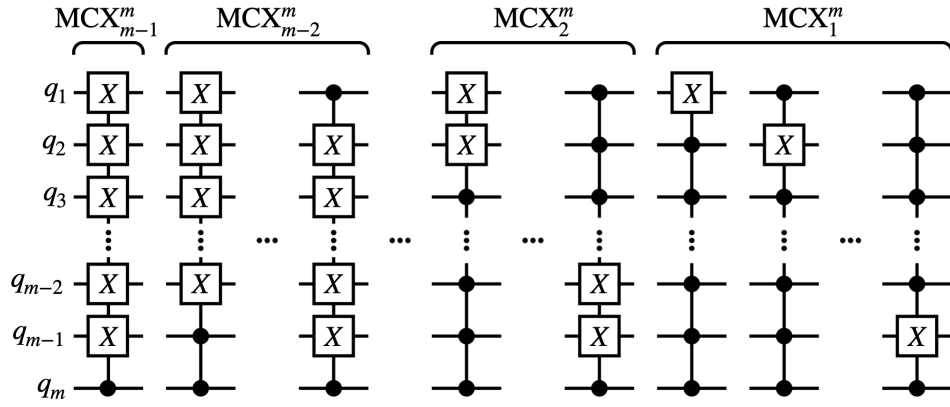 MCX^m_{m−1} MCX^m_{m−2} MCX^m_2 MCX^m_1
q_1 X X X X
q_2 X X X X X
q_3 X X X
⋮ ⋮ ... ⋮ ... ⋮ ... ⋮ ⋮ ⋮ ... ⋮
q_{m−2} X X X X
q_{m−1} X X X X
q_m